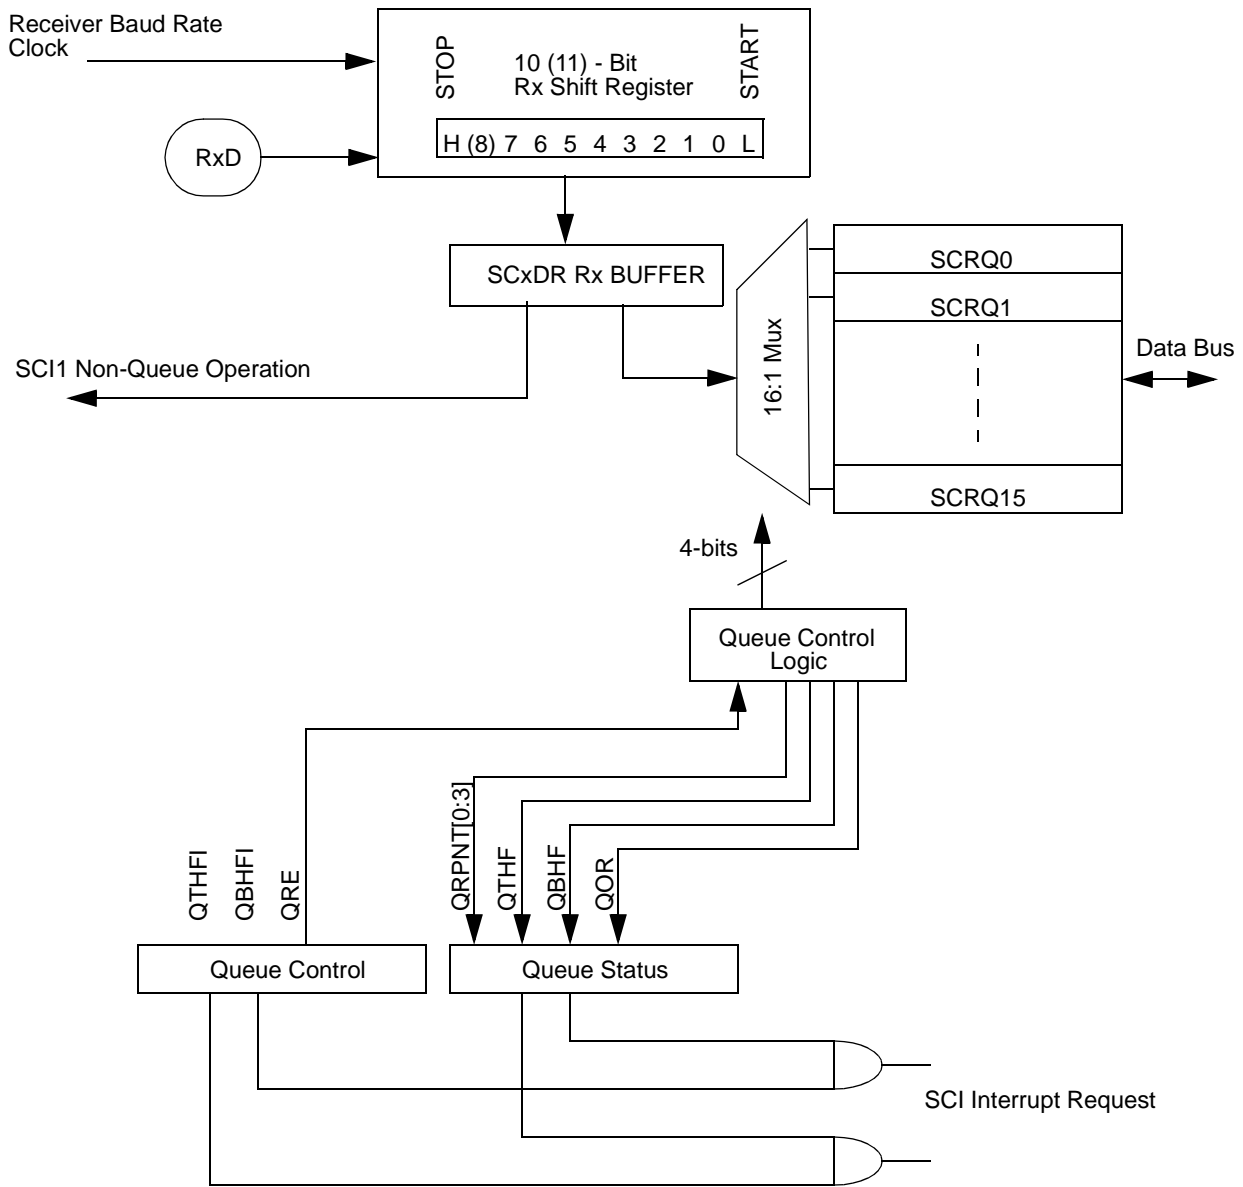 Receiver Baud Rate
Clock
STOP
10 (11) - Bit
Rx Shift Register
START
H (8) 7 6 5 4 3 2 1 0 L
RxD
SCxDR Rx BUFFER
16:1 Mux
SCRQ0
SCRQ1
SCRQ15
Data Bus
SCI1 Non-Queue Operation
4-bits
Queue Control
Logic
QTHFI
QBHFI
QRE
QRPNT[0:3]
QTHF
QBHF
QOR
Queue Control
Queue Status
SCI Interrupt Request